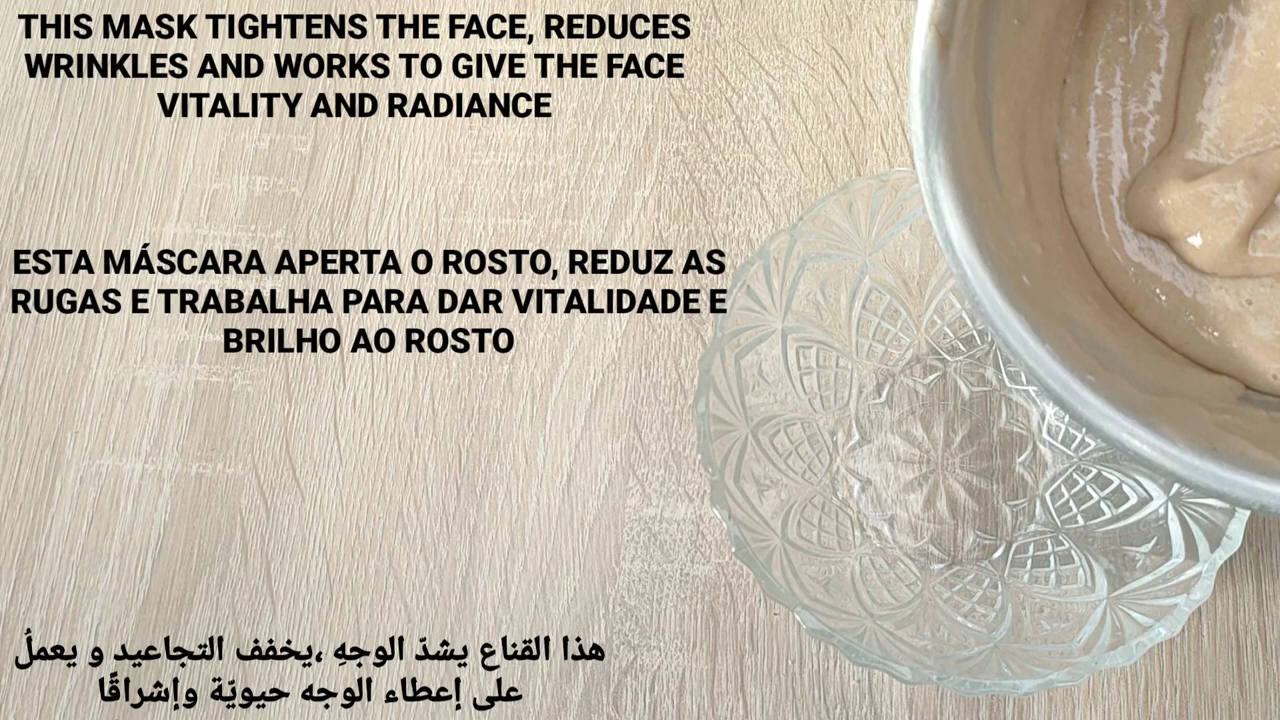 THIS MASK TIGHTENS THE FACE, REDUCES
WRINKLES AND WORKS TO GIVE THE FACE
VITALITY AND RADIANCE
ESTA MÁSCARA APERTA O ROSTO, REDUZ AS
RUGAS E TRABALHA PARA DAR VITALIDADE E
BRILHO AO ROSTO
هذا القناع يشدّ الوجهِ ،يخفف التجاعيد و يعملُ
على إعطاء الوجه حيويّة وإشراقًا